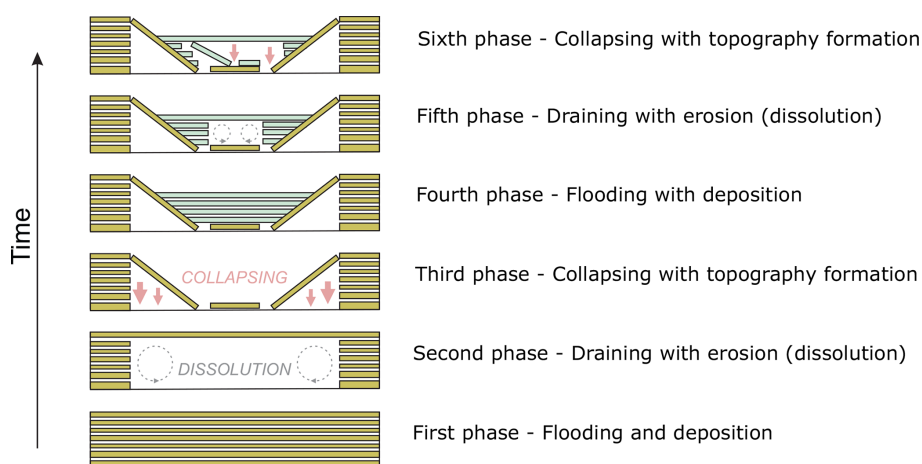 Sixth phase - Collapsing with topography formation
Fifth phase - Draining with erosion (dissolution)
Fourth phase - Flooding with deposition
Time
COLLAPSING
Third phase - Collapsing with topography formation
DISSOLUTION
Second phase - Draining with erosion (dissolution)
First phase - Flooding and deposition